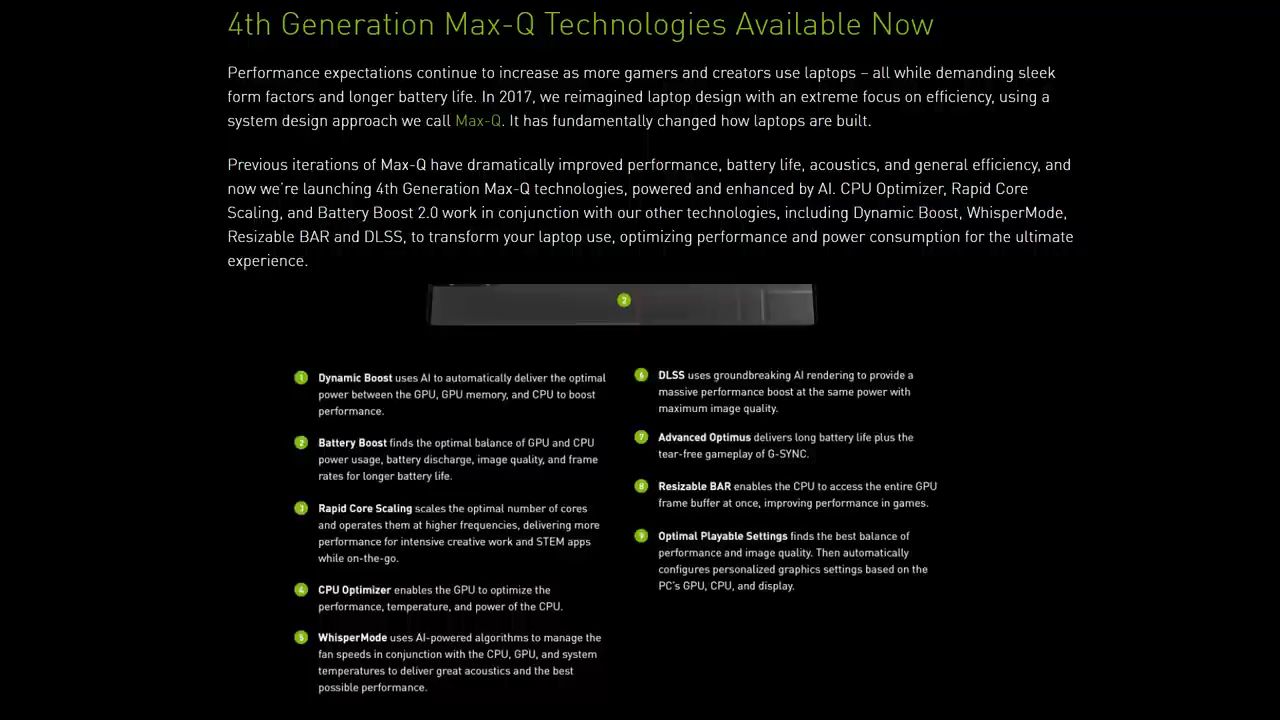 4th Generation Max-Q Technologies Available Now
Performance expectations continue to increase as more gamers and creators use laptops – all while demanding sleek
form factors and longer battery life. In 2017, we reimagined laptop design with an extreme focus on efficiency, using a
system design approach we call Max-Q. It has fundamentally changed how laptops are built.
Previous iterations of Max-Q have dramatically improved performance, battery life, acoustics, and general efficiency, and
now we’re launching 4th Generation Max-Q technologies, powered and enhanced by AI. CPU Optimizer, Rapid Core
Scaling, and Battery Boost 2.0 work in conjunction with our other technologies, including Dynamic Boost, WhisperMode,
Resizable BAR and DLSS, to transform your laptop use, optimizing performance and power consumption for the ultimate
experience.
2
1 Dynamic Boost uses AI to automatically deliver the optimal
power between the GPU, GPU memory, and CPU to boost
performance.
2 Battery Boost finds the optimal balance of GPU and CPU
power usage, battery discharge, image quality, and frame
rates for longer battery life.
3 Rapid Core Scaling scales the optimal number of cores
and operates them at higher frequencies, delivering more
performance for intensive creative work and STEM apps
while on-the-go.
4 CPU Optimizer enables the GPU to optimize the
performance, temperature, and power of the CPU.
5 WhisperMode uses AI-powered algorithms to manage the
fan speeds in conjunction with the CPU, GPU, and system
temperatures to deliver great acoustics and the best
possible performance.
6 DLSS uses groundbreaking AI rendering to provide a
massive performance boost at the same power with
maximum image quality.
7 Advanced Optimus delivers long battery life plus the
tear-free gameplay of G-SYNC.
8 Resizable BAR enables the CPU to access the entire GPU
frame buffer at once, improving performance in games.
9 Optimal Playable Settings finds the best balance of
performance and image quality. Then automatically
configures personalized graphics settings based on the
PC’s GPU, CPU, and display.